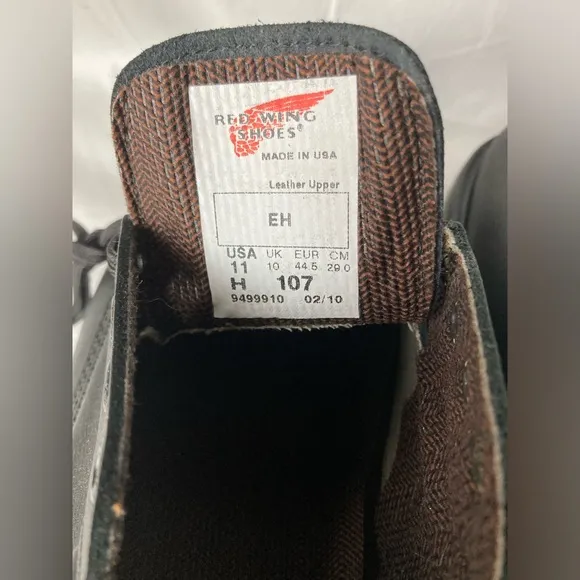 RED WING
SHOES®
MADE IN USA
Leather Upper
EH
USA UK EUR CM
11 10 44.5 29.0
H 107
9499910 02/10